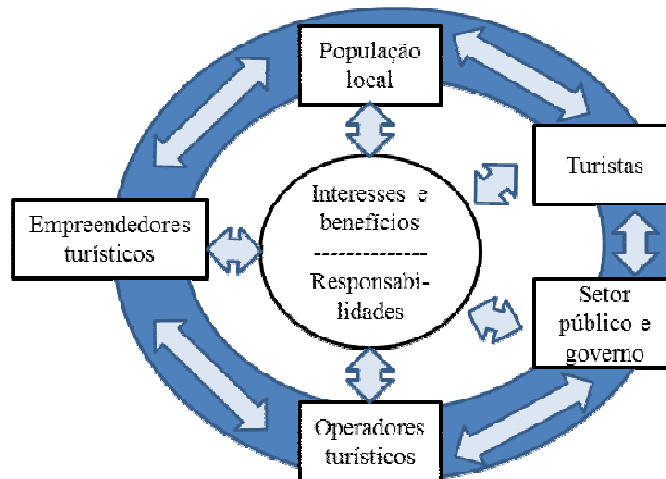 População
local
Turistas
Empreendedores
turísticos
Interesses e
benefícios
---------------
Responsabi-
lidades
Setor
público e
governo
Operadores
turísticos